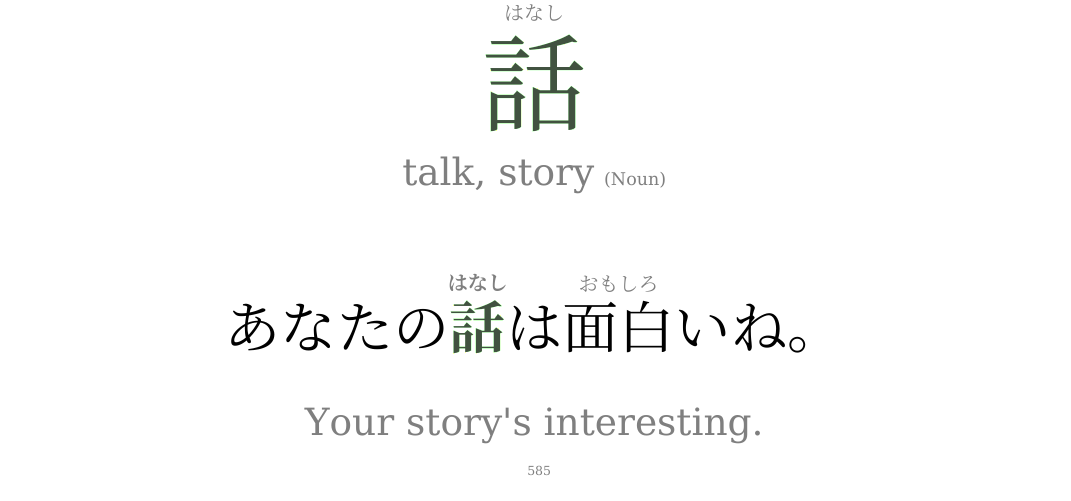 はなし
話
talk, story (Noun)
はなし おもしろ
あなたの話は面白いね。
Your story's interesting.
585